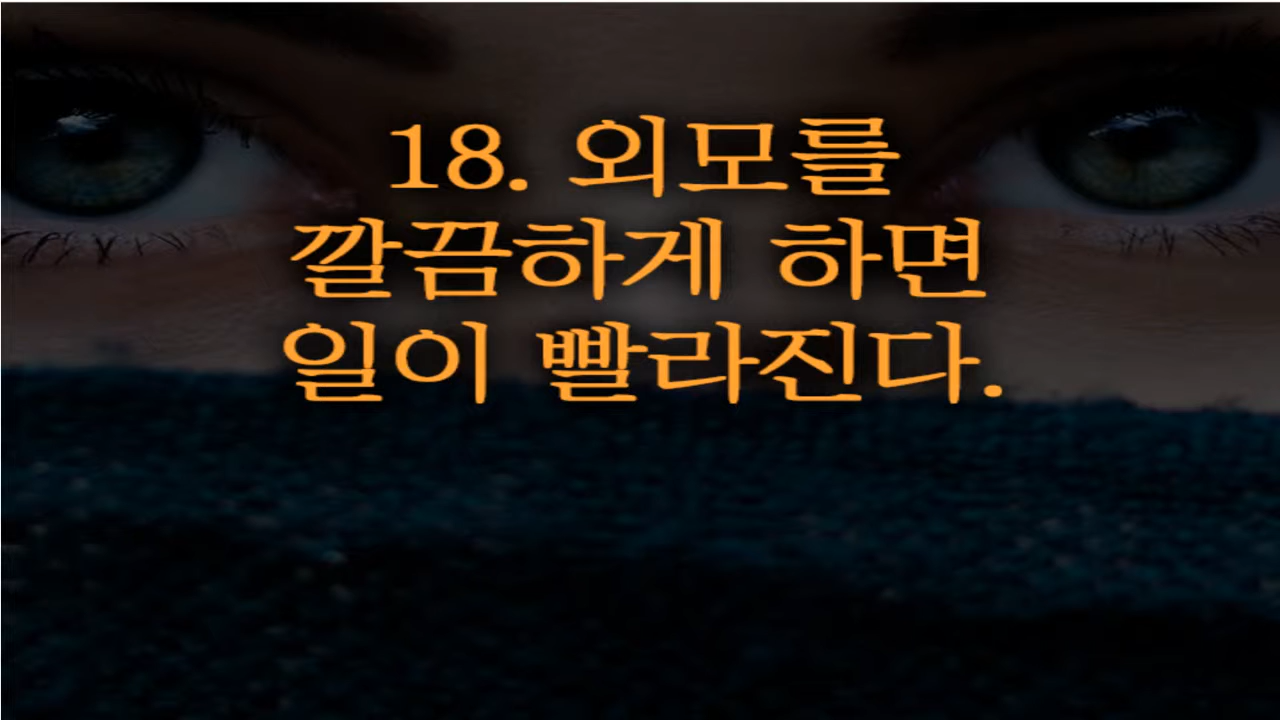 18. 외모를
깔끔하게 하면
일이 빨라진다.